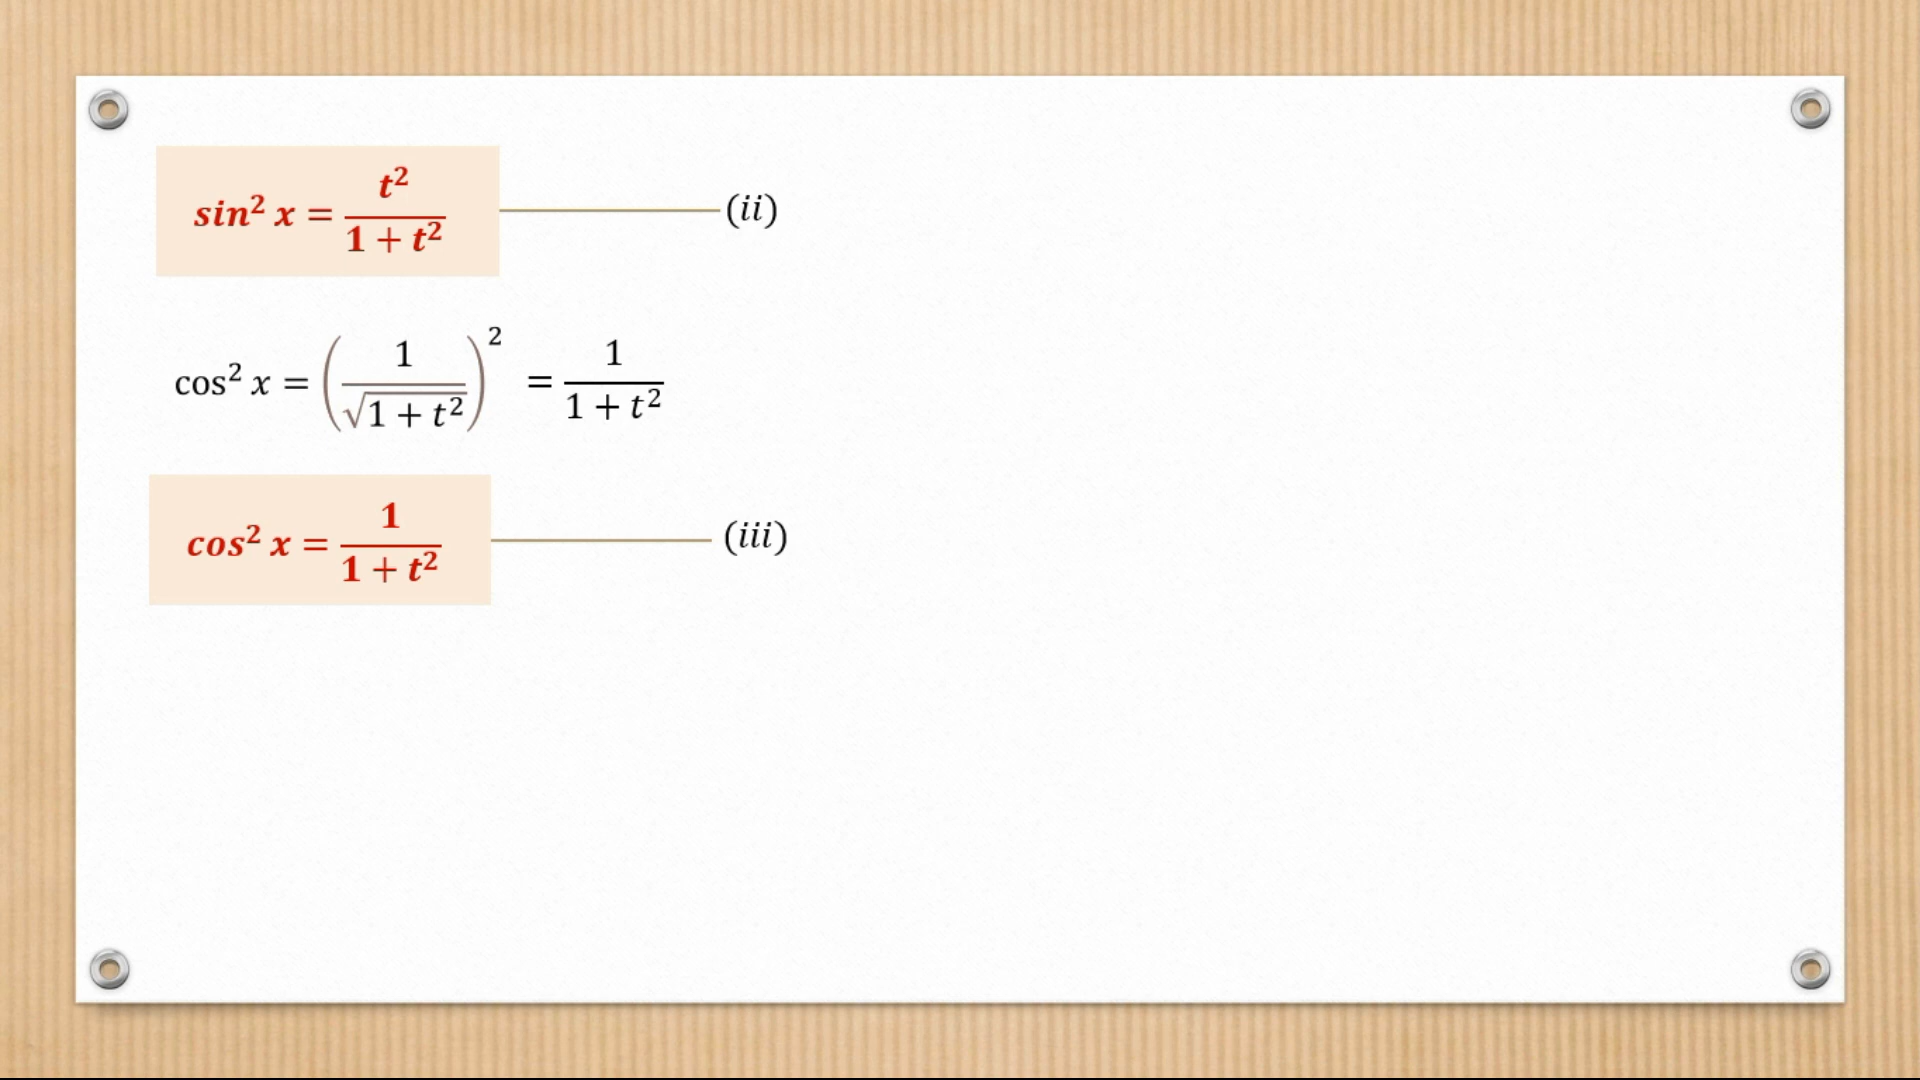 sin² x = t²/(1 + t²) (ii)
cos² x = (1/√(1 + t²))² = 1/(1 + t²)
cos² x = 1/(1 + t²) (iii)